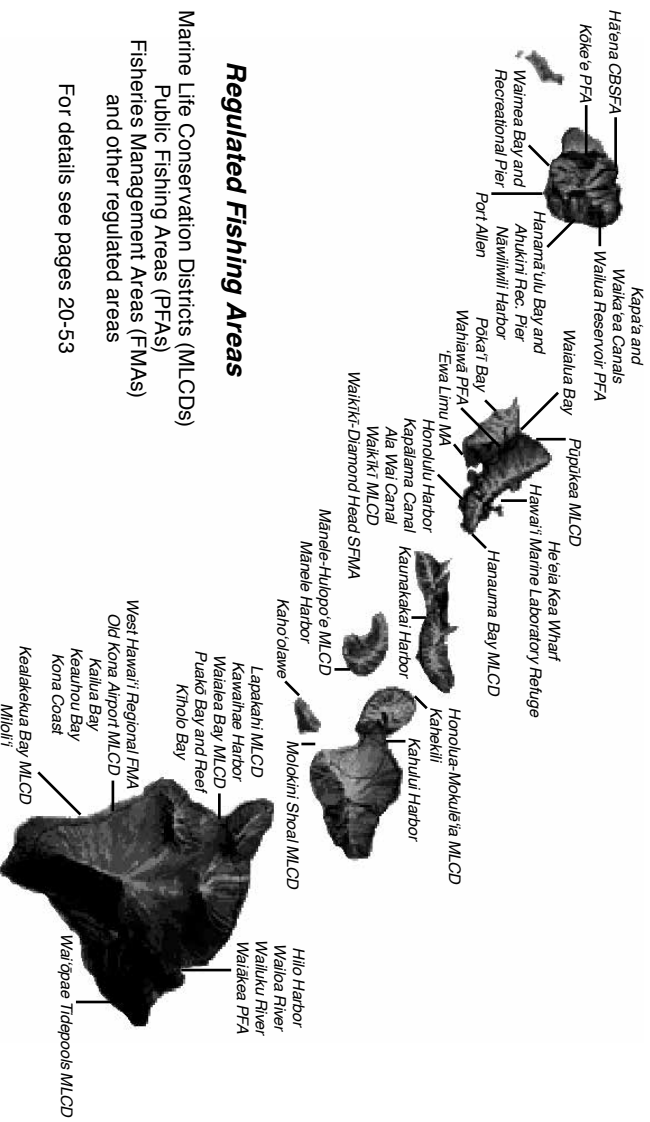 Hā'ena CBSFA
Kōke'e PFA
Waimea Bay and
Recreational Pier
Port Allen
Kapa'a and
Waika'ea Canals
Wailua Reservoir PFA
Hanamā'ulu Bay and
Ahukini Rec. Pier
Nāwiliwili Harbor
Waialua Bay
Pōka'ī Bay
Wahiawā PFA
'Ewa Limu MA
Pūpūkea MLCD
He'eia Kea Wharf
Hawai'i Marine Laboratory Refuge
Hanauma Bay MLCD
Honolulu Harbor
Kapālama Canal
Ala Wai Canal
Waikīkī MLCD
Waikīkī-Diamond Head SFMA
Kaunakakai Harbor
Mānele-Hulopo'e MLCD
Mānele Harbor
Kaho'olawe
Honolua-Mokulē'ia MLCD
Kahekili
Kahului Harbor
Molokini Shoal MLCD
Lapakahi MLCD
Kawaihae Harbor
Waialea Bay MLCD
Puakō Bay and Reef
Kīholo Bay
West Hawai'i Regional FMA
Old Kona Airport MLCD
Kailua Bay
Keauhou Bay
Kona Coast
Kealakekua Bay MLCD
Miloli'i
Hilo Harbor
Wailoa River
Wailuku River
Waiākea PFA
Wai'ōpae Tidepools MLCD
Regulated Fishing Areas
Marine Life Conservation Districts (MLCDs)
Public Fishing Areas (PFAs)
Fisheries Management Areas (FMAs)
and other regulated areas
For details see pages 20-53